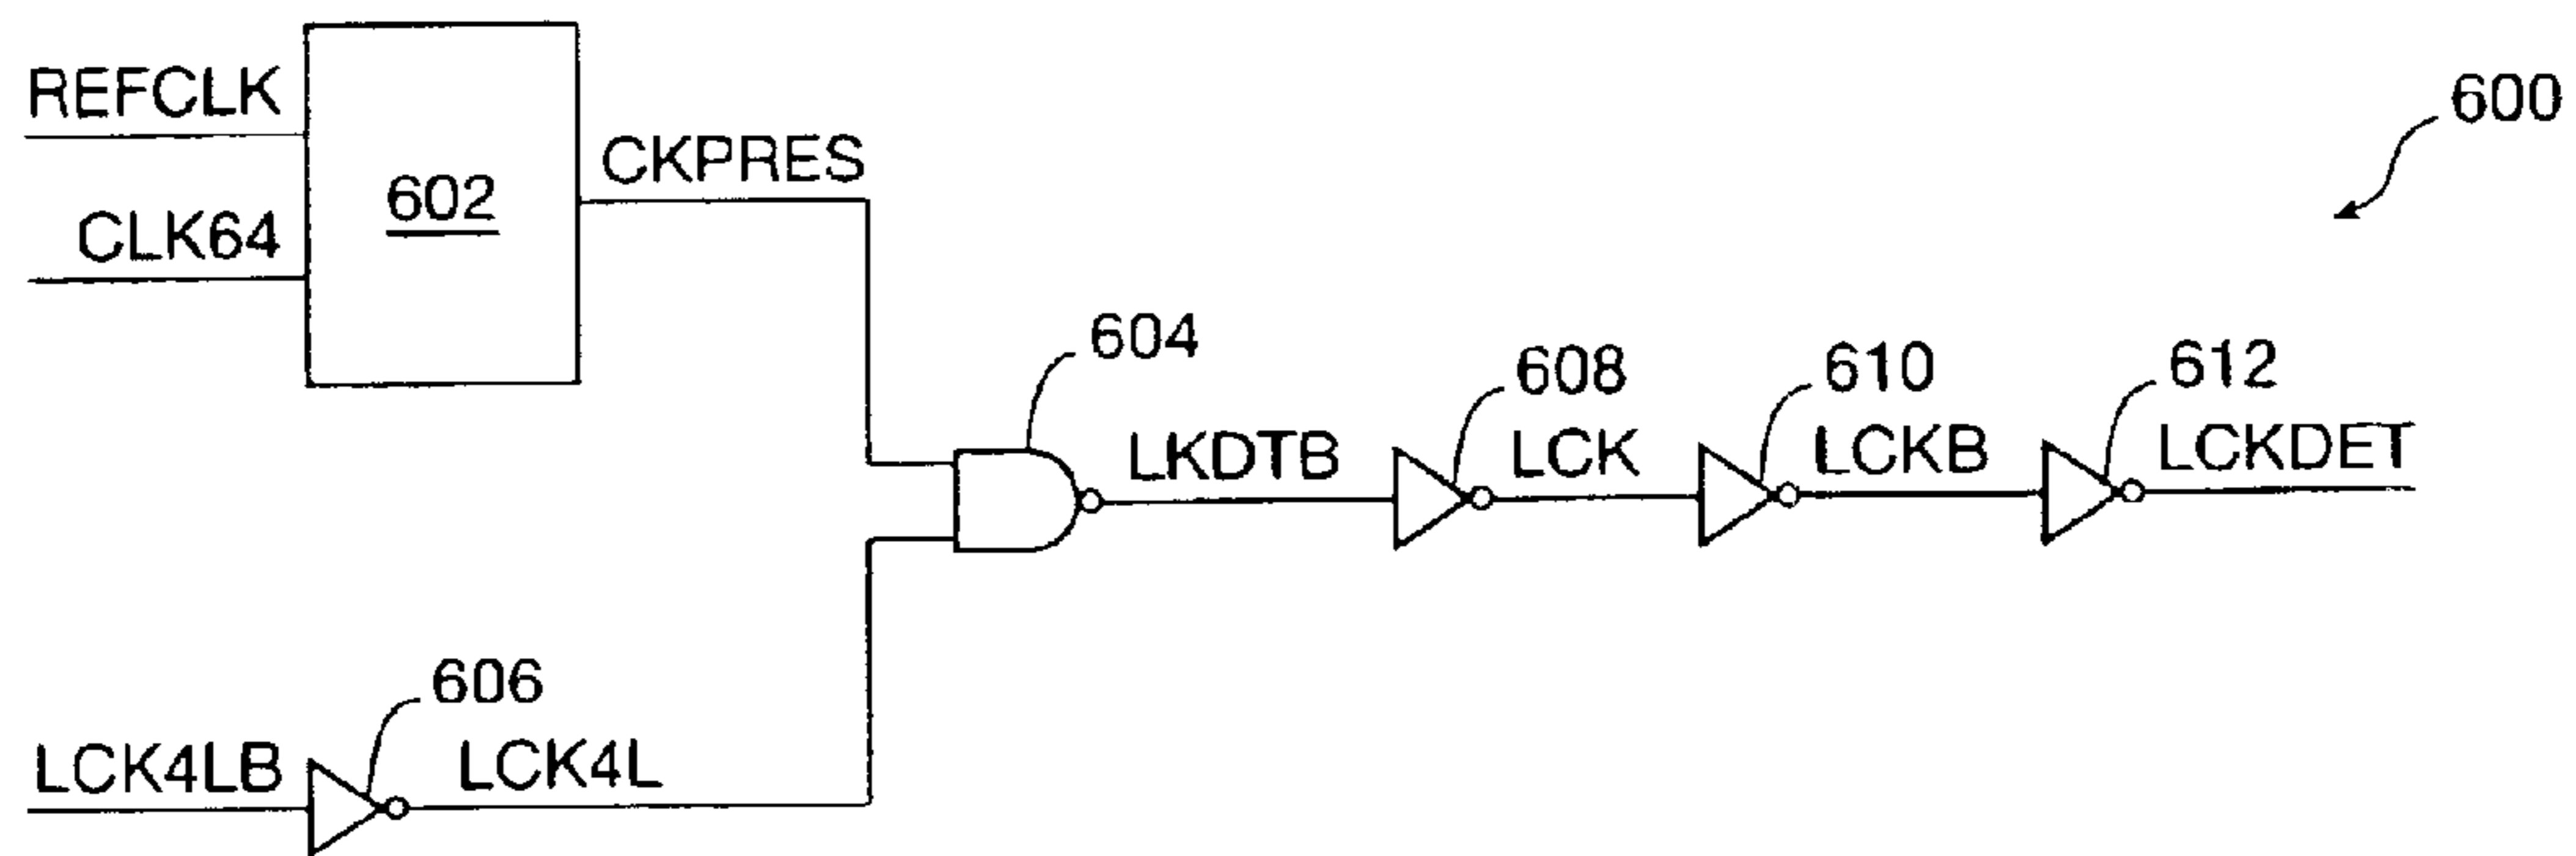 REFCLK
CLK64
602
CKPRES
600
604
LKDTB
608
LCK
610
LCKB
612
LCKDET
606
LCK4LB
LCK4L